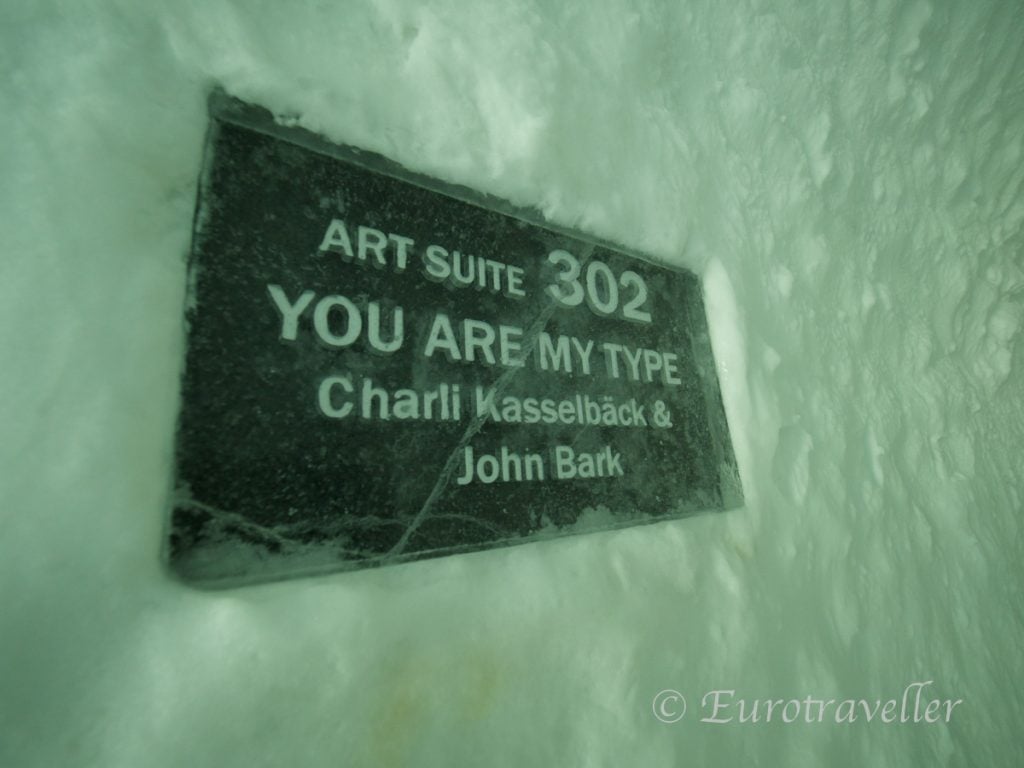 ART SUITE 302
YOU ARE MY TYPE
Charli Kasselbäck &
John Bark
© Eurotraveller